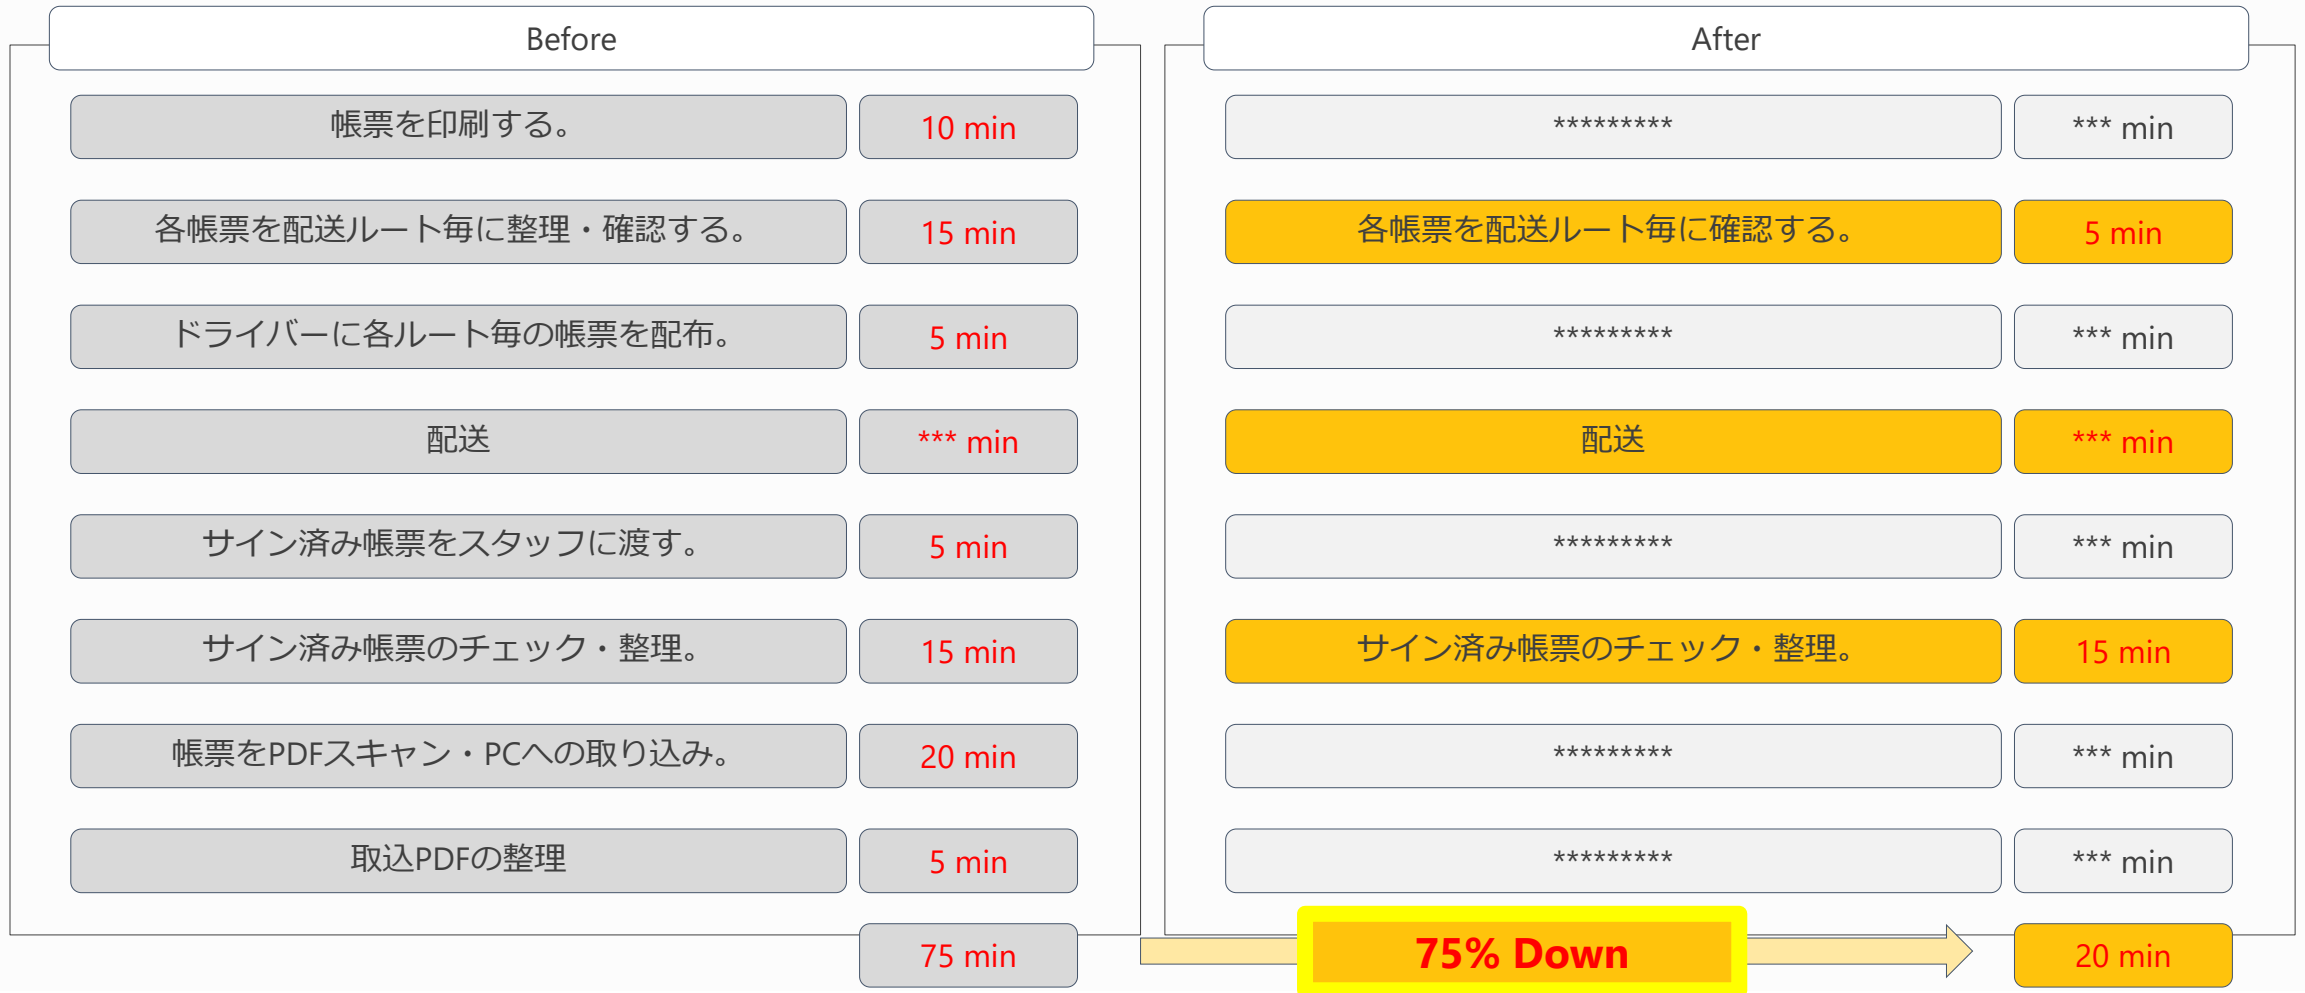 Before
帳票を印刷する。 10 min
各帳票を配送ルート毎に整理・確認する。 15 min
ドライバーに各ルート毎の帳票を配布。 5 min
配送 *** min
サイン済み帳票をスタッフに渡す。 5 min
サイン済み帳票のチェック・整理。 15 min
帳票をPDFスキャン・PCへの取り込み。 20 min
取込PDFの整理 5 min
75 min
After
********* *** min
各帳票を配送ルート毎に確認する。 5 min
********* *** min
配送 *** min
********* *** min
サイン済み帳票のチェック・整理。 15 min
********* *** min
********* *** min
75% Down
20 min